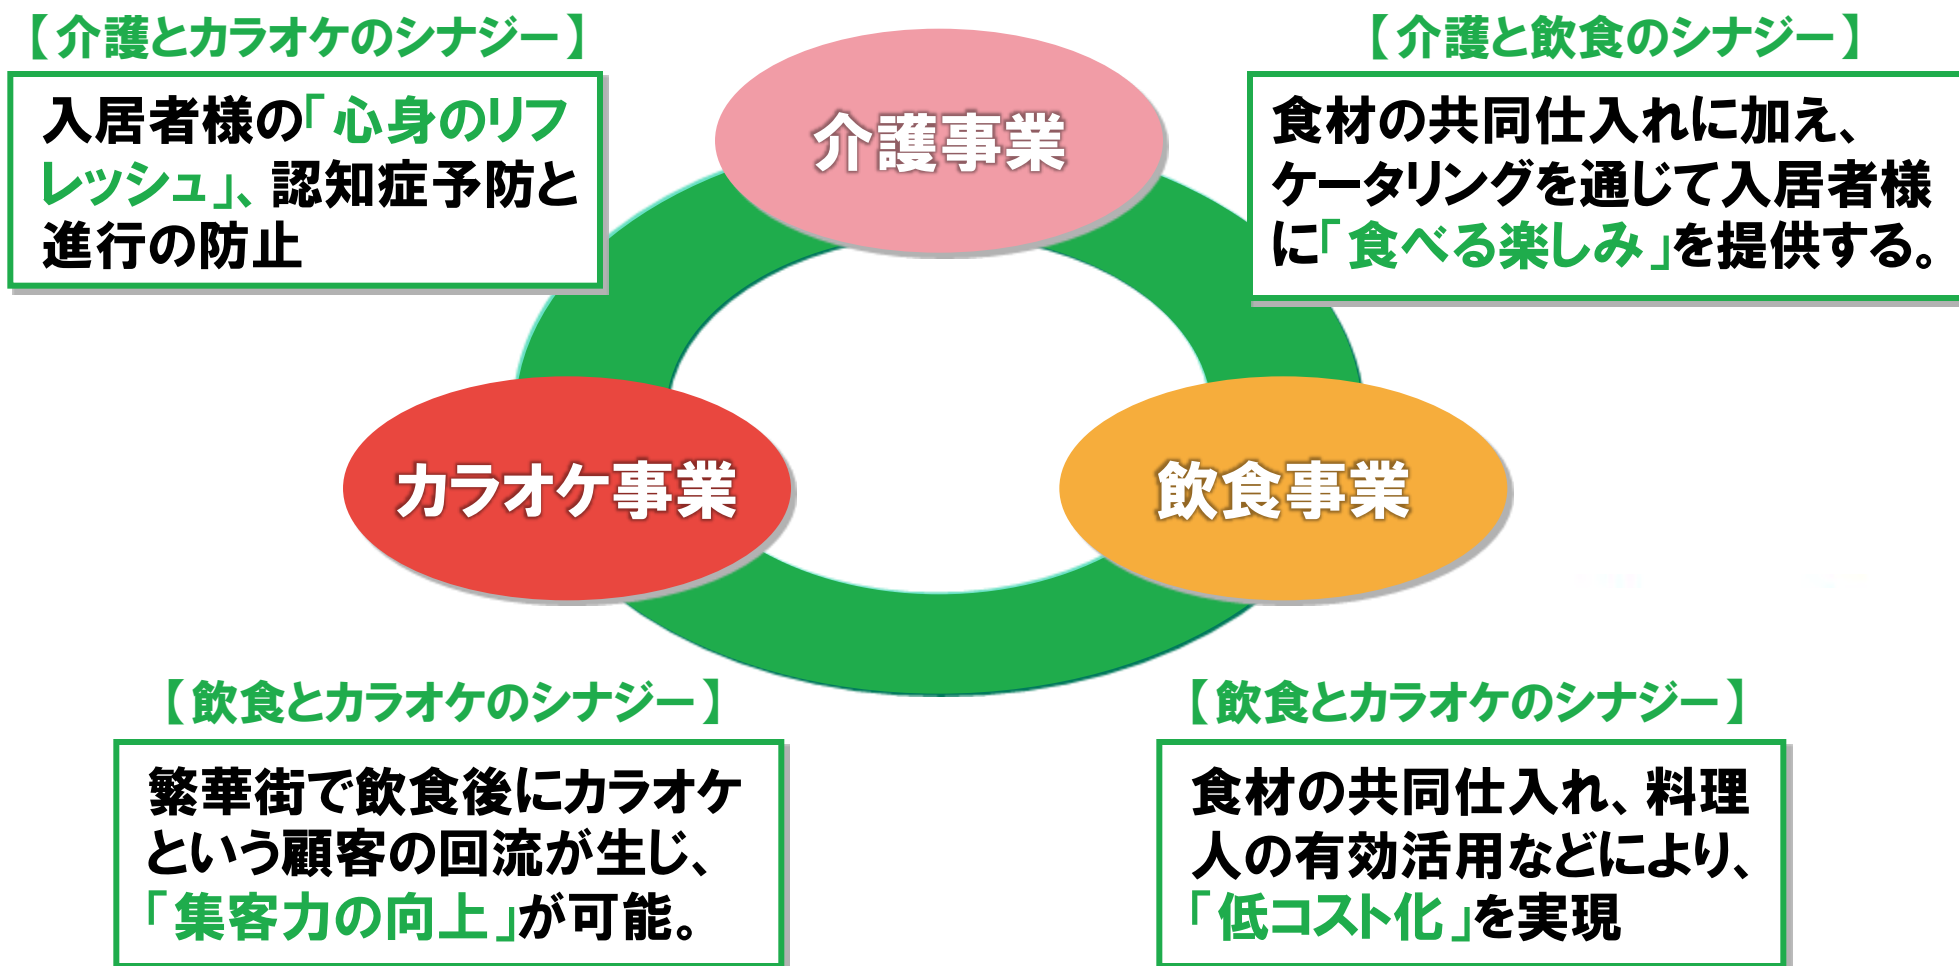 【介護とカラオケのシナジー】
入居者様の「心身のリフ
レッシュ」、認知症予防と
進行の防止
介護事業
【介護と飲食のシナジー】
食材の共同仕入れに加え、
ケータリングを通じて入居者様
に「食べる楽しみ」を提供する。
カラオケ事業
飲食事業
【飲食とカラオケのシナジー】
繁華街で飲食後にカラオケ
という顧客の回流が生じ、
「集客力の向上」が可能。
【飲食とカラオケのシナジー】
食材の共同仕入れ、料理
人の有効活用などにより、
「低コスト化」を実現